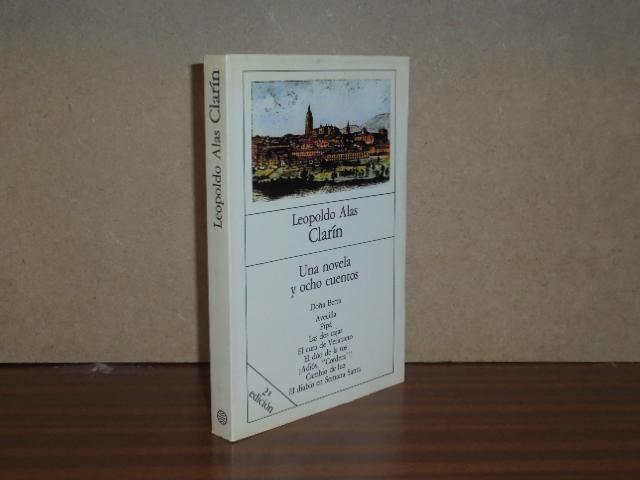 Leopoldo Alas Clarín
Leopoldo Alas
Clarín
Una novela
y ocho cuentos
Doña Berta
Avecilla
Pipá
Las dos cajas
El cura de Vericueto
El dúo de la tos
¡Adiós, "Cordera"!
Cambio de luz
El diablo en Semana Santa
2ª
edición